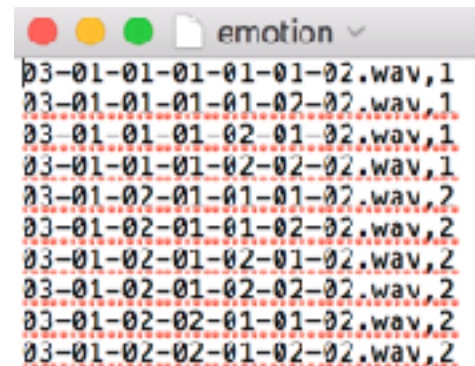 emotion
03-01-01-01-01-01-02.wav,1
03-01-01-01-01-02-02.wav,1
03-01-01-01-02-01-02.wav,1
03-01-01-01-02-02-02.wav,1
03-01-02-01-01-01-02.wav,2
03-01-02-01-01-02-02.wav,2
03-01-02-01-02-01-02.wav,2
03-01-02-01-02-02-02.wav,2
03-01-02-02-01-01-02.wav,2
03-01-02-02-01-02-02.wav,2